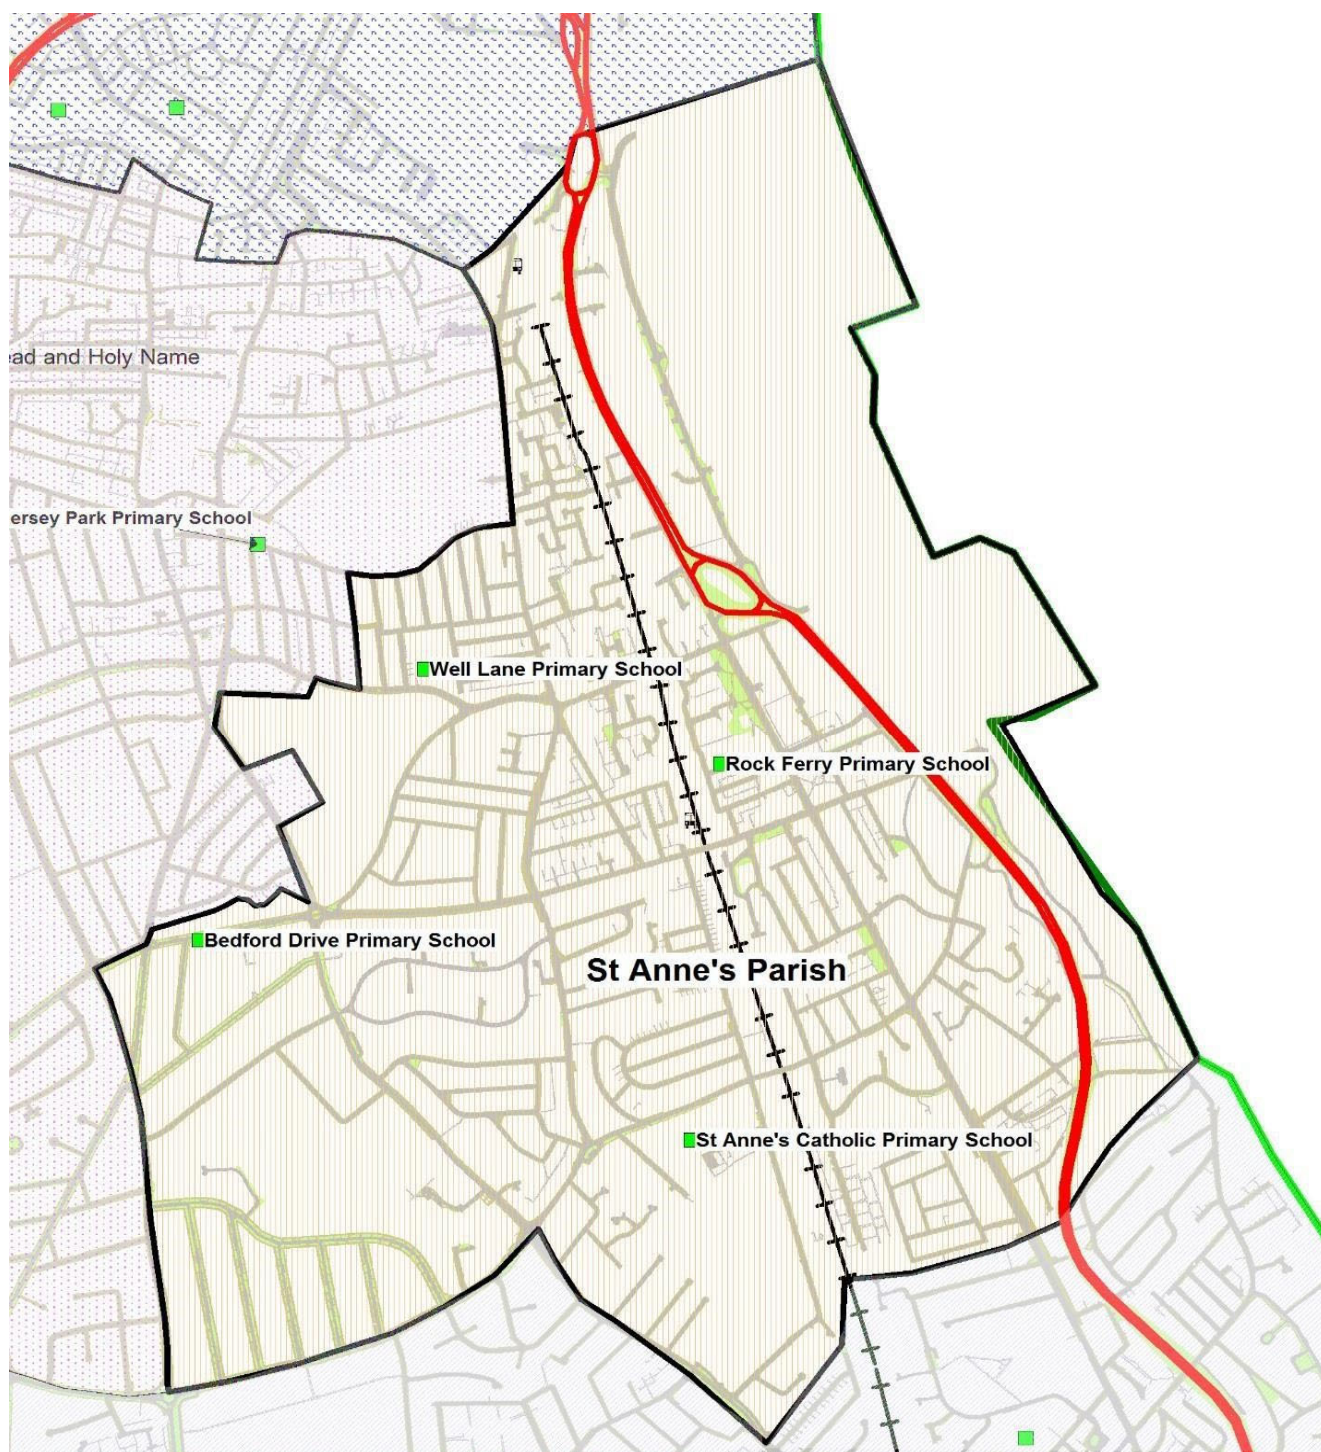 ead and Holy Name
ersey Park Primary School
Well Lane Primary School
Rock Ferry Primary School
Bedford Drive Primary School
St Anne's Parish
St Anne's Catholic Primary School